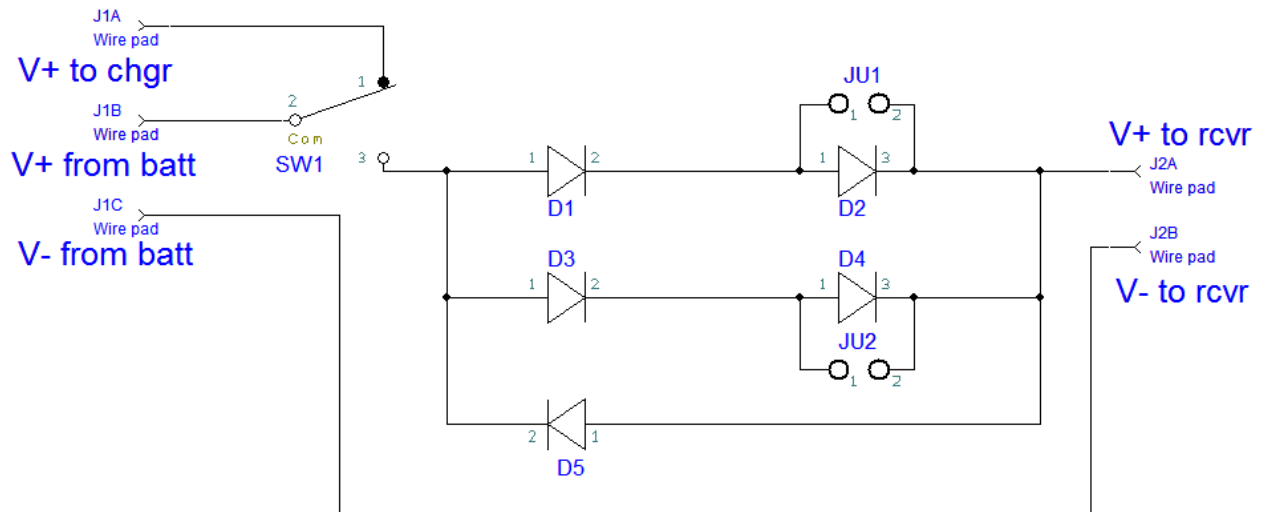 J1A
Wire pad
V+ to chgr
1
2
J1B
Wire pad
Com
V+ from batt
SW1
3
J1C
Wire pad
V- from batt
JU1
1
2
1
2
D1
1
3
D2
V+ to rcvr
J2A
Wire pad
J2B
Wire pad
V- to rcvr
D3
1
2
D4
1
3
JU2
1
2
2
1
D5